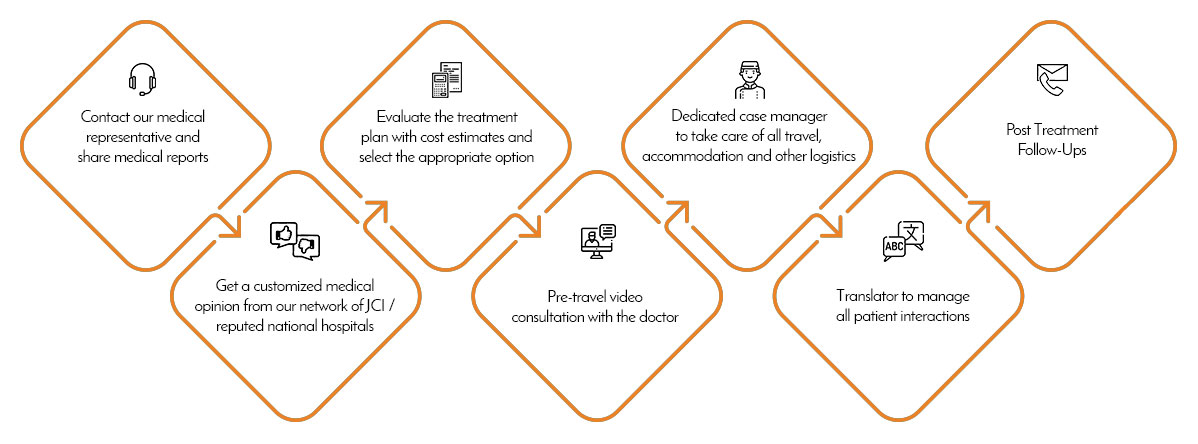 Contact our medical
representative and
share medical reports
Get a customized medical
opinion from our network of JCI /
reputed national hospitals
Evaluate the treatment
plan with cost estimates and
select the appropriate option
Pre-travel video
consultation with the doctor
Dedicated case manager
to take care of all travel,
accommodation and other logistics
ABC
文
Translator to manage
all patient interactions
Post Treatment
Follow-Ups